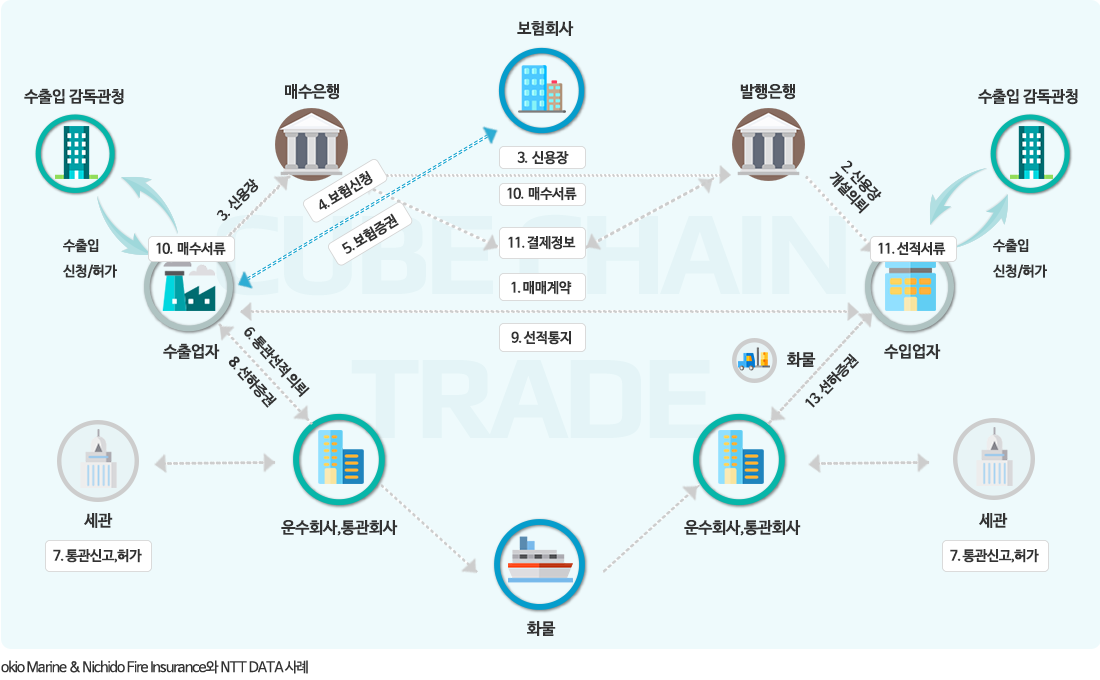 보험회사
수출입 감독관청
매수은행
발행은행
수출입 감독관청
3. 신용장
10. 매수서류
11. 결제정보
1. 매매계약
9. 선적통지
3. 신용장
4. 보험신청
5. 보험증권
2. 신용장
개설의뢰
수출입
신청/허가
10. 매수서류
11. 선적서류
수출입
신청/허가
CUBE CHAIN
TRADE
수출업자
수입업자
6. 통관선적 의뢰
8. 선하증권
화물
13. 선하증권
세관
7. 통관신고,허가
운수회사,통관회사
운수회사,통관회사
세관
7. 통관신고,허가
화물
okio Marine & Nichido Fire Insurance와 NTT DATA 사례